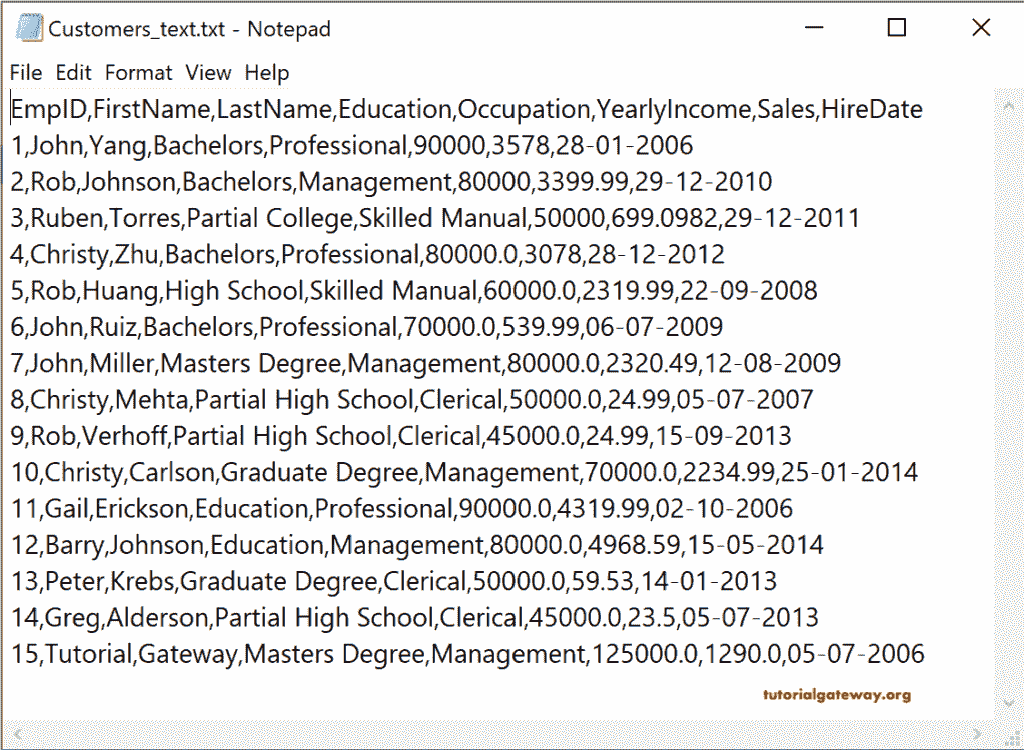 Customers_text.txt - Notepad
File Edit Format View Help
EmpID,FirstName,LastName,Education,Occupation,YearlyIncome,Sales,HireDate
1,John,Yang,Bachelors,Professional,90000,3578,28-01-2006
2,Rob,Johnson,Bachelors,Management,80000,3399.99,29-12-2010
3,Ruben,Torres,Partial College,Skilled Manual,50000,699.0982,29-12-2011
4,Christy,Zhu,Bachelors,Professional,80000.0,3078,28-12-2012
5,Rob,Huang,High School,Skilled Manual,60000.0,2319.99,22-09-2008
6,John,Ruiz,Bachelors,Professional,70000.0,539.99,06-07-2009
7,John,Miller,Masters Degree,Management,80000.0,2320.49,12-08-2009
8,Christy,Mehta,Partial High School,Clerical,50000.0,24.99,05-07-2007
9,Rob,Verhoff,Partial High School,Clerical,45000.0,24.99,15-09-2013
10,Christy,Carlson,Graduate Degree,Management,70000.0,2234.99,25-01-2014
11,Gail,Erickson,Education,Professional,90000.0,4319.99,02-10-2006
12,Barry,Johnson,Education,Management,80000.0,4968.59,15-05-2014
13,Peter,Krebs,Graduate Degree,Clerical,50000.0,59.53,14-01-2013
14,Greg,Alderson,Partial High School,Clerical,45000.0,23.5,05-07-2013
15,Tutorial,Gateway,Masters Degree,Management,125000.0,1290.0,05-07-2006
tutorialgateway.org